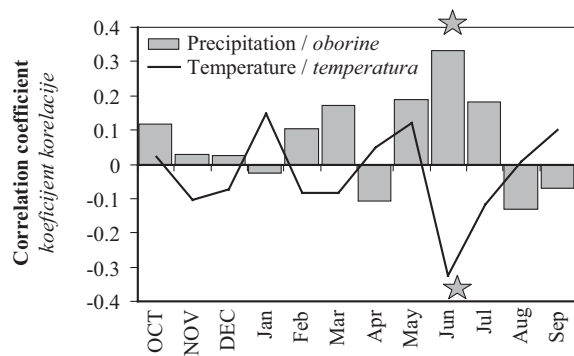 Correlation coefficient
koeficijent korelacije
0.4
0.3
0.2
0.1
0
-0.1
-0.2
-0.3
-0.4
Precipitation / oborine
Temperature / temperatura
OCT
NOV
DEC
Jan
Feb
Mar
Apr
May
Jun
Jul
Aug
Sep